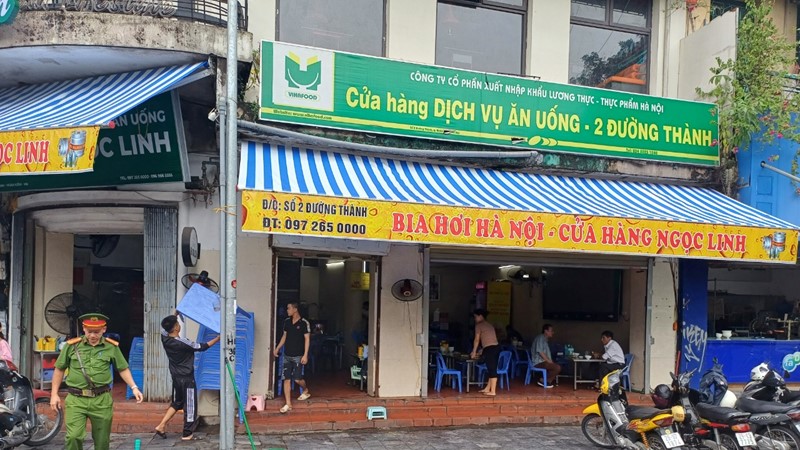 CÔNG TY CỔ PHẦN XUẤT NHẬP KHẨU LƯƠNG THỰC - THỰC PHẨM HÀ NỘI
VINAFOOD
Cửa hàng DỊCH VỤ ĂN UỐNG - 2 ĐƯỜNG THÀNH
ĂN UỐNG
ỌC LINH
ỌC LINH
Đ/C: SỐ 2 ĐƯỜNG THÀNH
ĐT: 097 265 0000
BIA HƠI HÀ NỘI - CỬA HÀNG NGỌC LINH